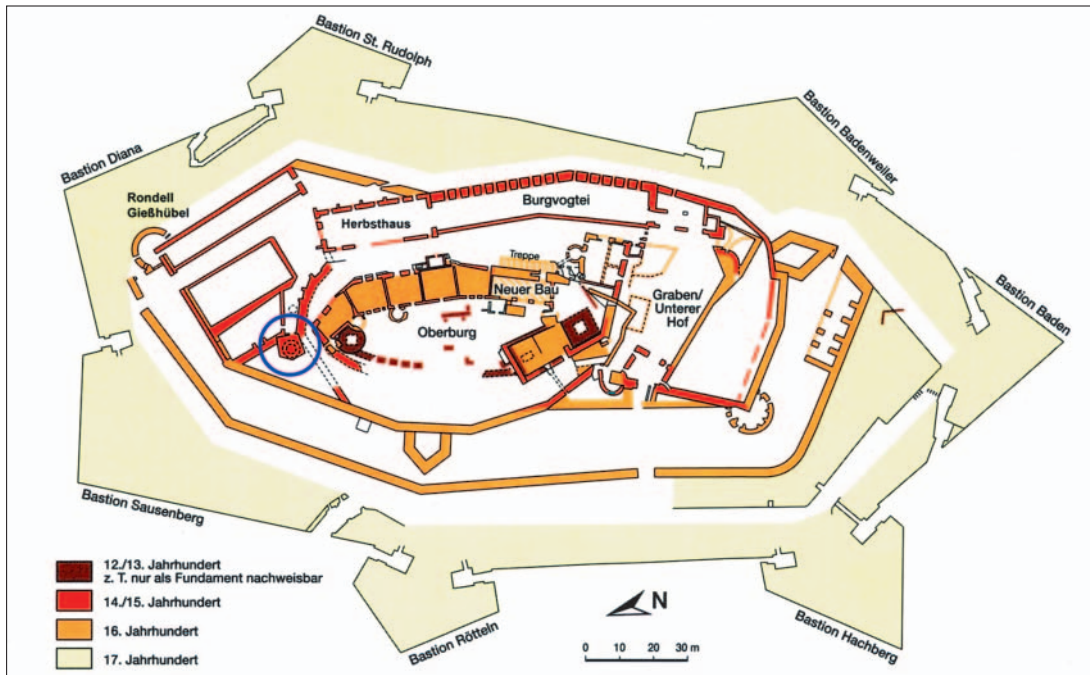 Bastion St. Rudolph
Bastion Badenweiler
Bastion Diana
Rondell
Gießhübel
Burgvogtei
Herbsthaus
Treppe
Neuer Bau
Graben/
Unterer
Hof
Bastion Baden
Oberburg
Bastion Sausenberg
12./13. Jahrhundert
z. T. nur als Fundament nachweisbar
14./15. Jahrhundert
16. Jahrhundert
17. Jahrhundert
Bastion Rötteln
N
0 10 20 30 m
Bastion Hachberg